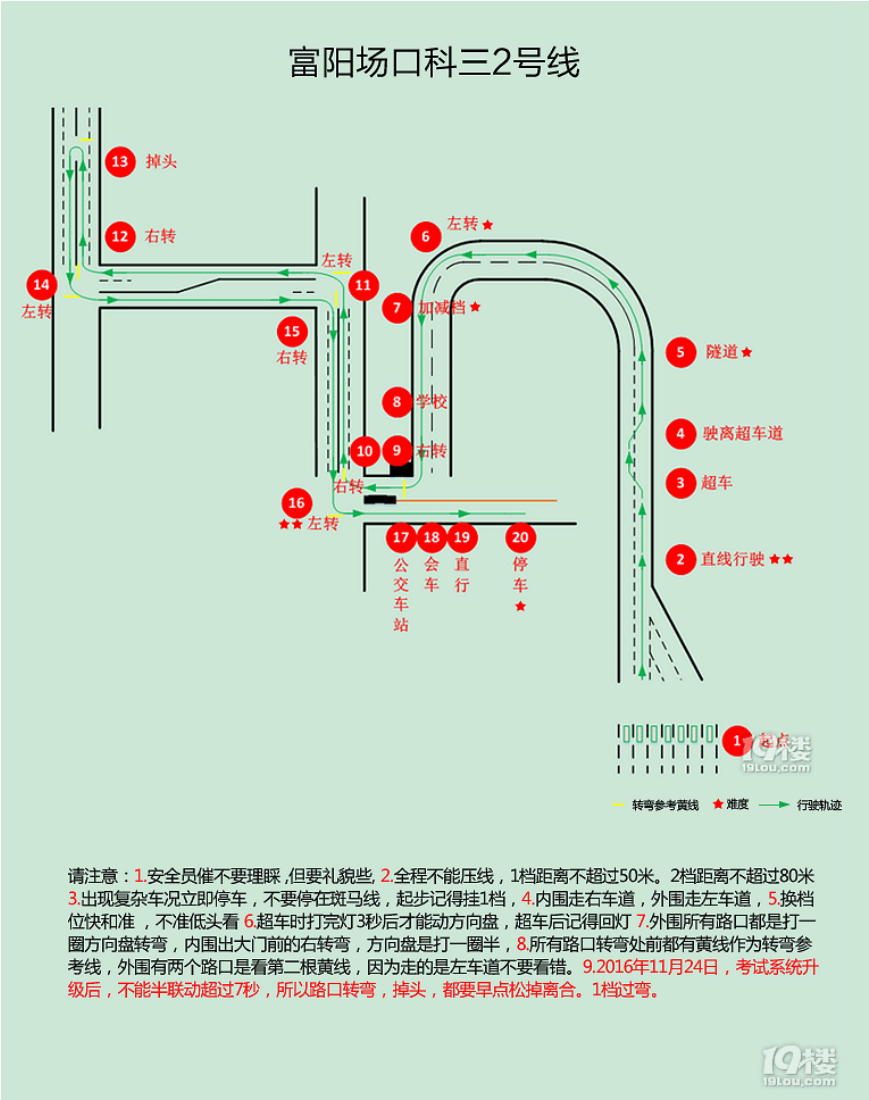 富阳场口科三2号线
13 掉头
12 右转
14
左转
左转
11
15
右转
6 左转
7 加减档
8 学校
10 9 右转
右转
16
左转
5 隧道
4 驶离超车道
3 超车
2 直线行驶
17 18 19 20
公交车站
会车
直行
停车
1 起点
19楼
19lou.com
转弯参考黄线 难度 行驶轨迹
请注意：1.安全员催不要理睬 ,但要礼貌些, 2.全程不能压线，1档距离不超过50米。2档距离不超过80米
3.出现复杂车况立即停车，不要停在斑马线，起步记得挂1档，4.内围走右车道，外围走左车道，5.换档
位快和准 ，不准低头看 6.超车时打完灯3秒后才能动方向盘，超车后记得回灯 7.外围所有路口都是打一
圈方向盘转弯，内围出大门前的右转弯，方向盘是打一圈半，8.所有路口转弯处前都有黄线作为转弯参
考线，外围有两个路口是看第二根黄线，因为走的是左车道不要看错。9.2016年11月24日，考试系统升
级后，不能半联动超过7秒，所以路口转弯，掉头，都要早点松掉离合。1档过弯。
19楼
19lou.com